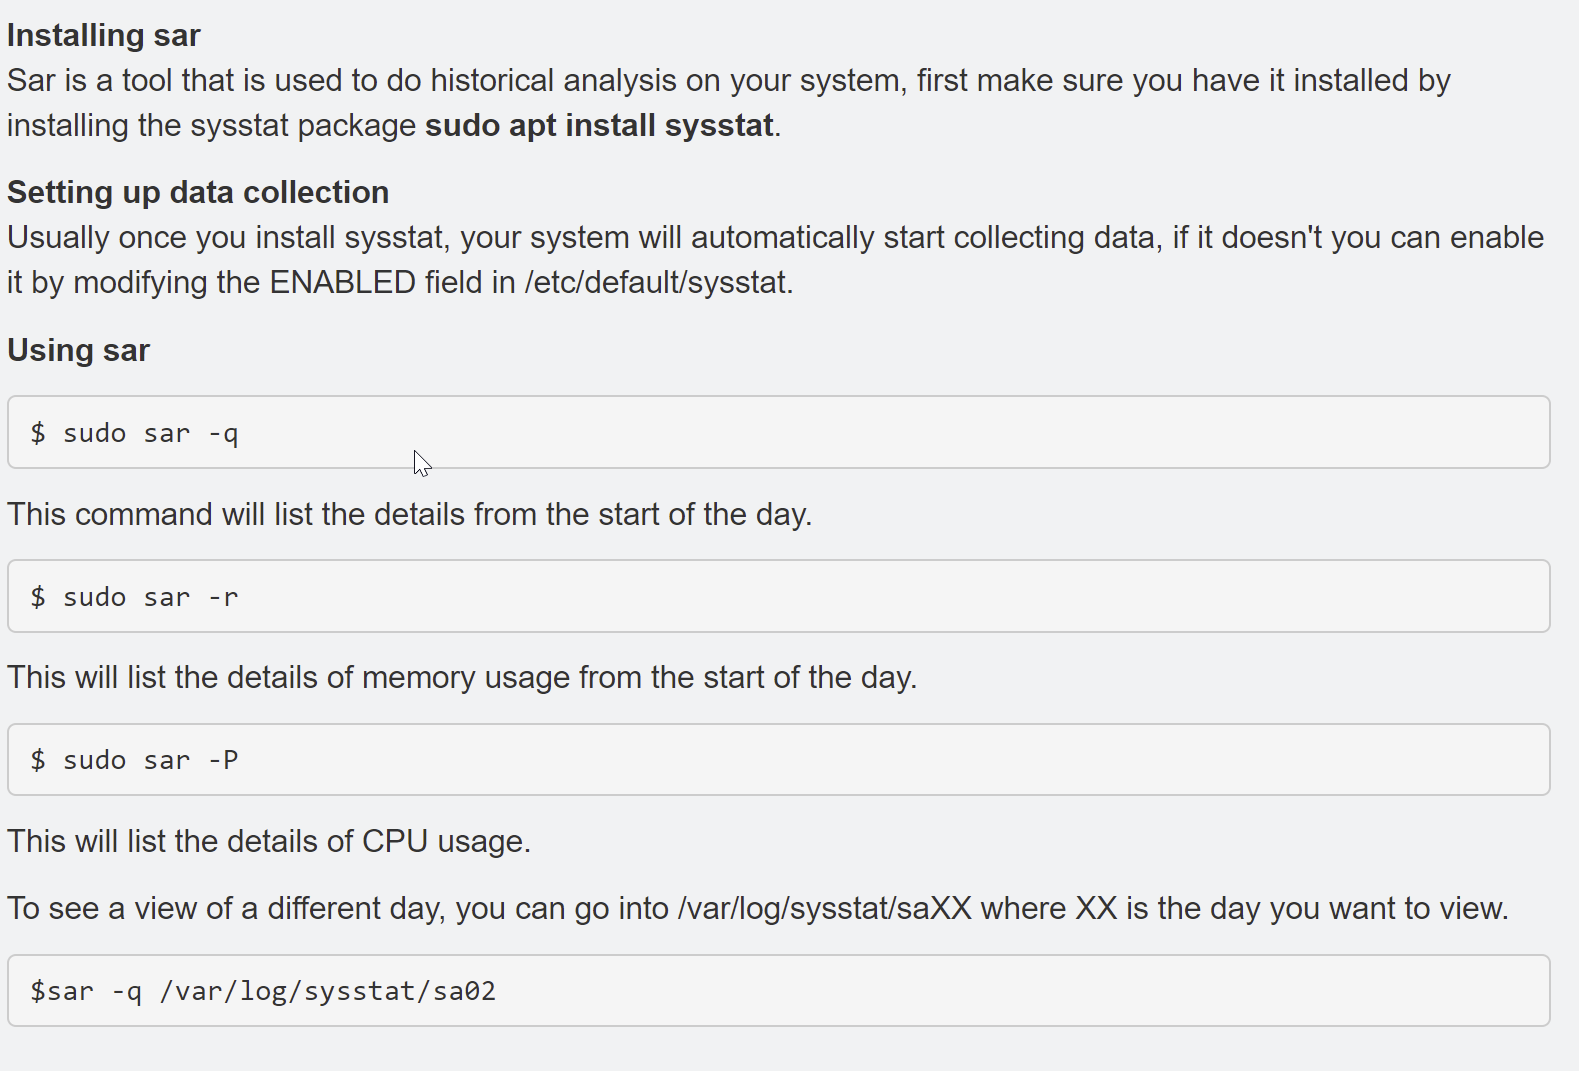 Installing sar
Sar is a tool that is used to do historical analysis on your system, first make sure you have it installed by
installing the sysstat package sudo apt install sysstat.
Setting up data collection
Usually once you install sysstat, your system will automatically start collecting data, if it doesn't you can enable
it by modifying the ENABLED field in /etc/default/sysstat.
Using sar
$ sudo sar -q
This command will list the details from the start of the day.
$ sudo sar -r
This will list the details of memory usage from the start of the day.
$ sudo sar -P
This will list the details of CPU usage.
To see a view of a different day, you can go into /var/log/sysstat/saXX where XX is the day you want to view.
$sar -q /var/log/sysstat/sa02